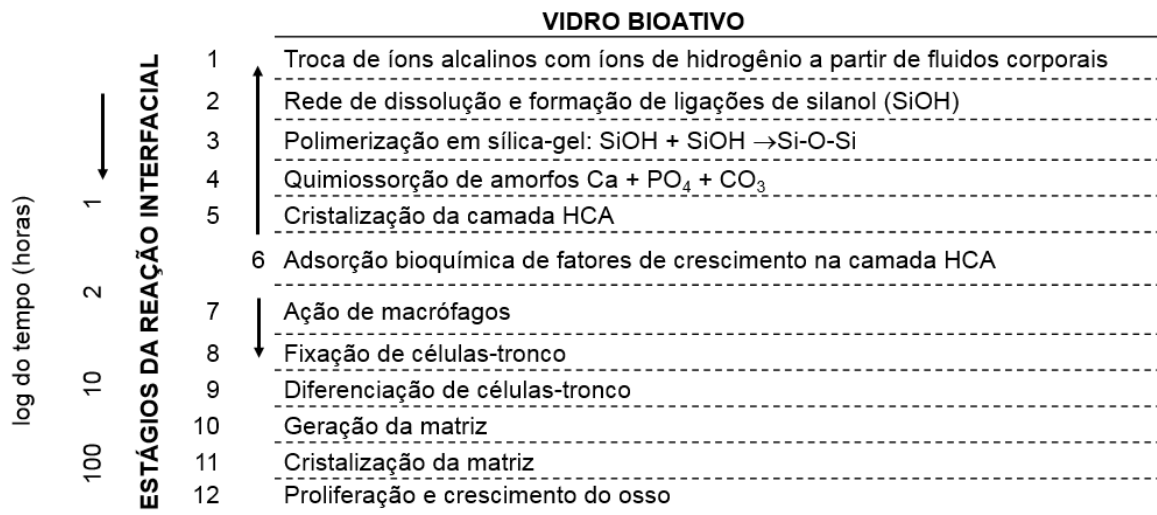 VIDRO BIOATIVO
log do tempo (horas)
1
2
10
100
ESTÁGIOS DA REAÇÃO INTERFACIAL
1 Troca de íons alcalinos com íons de hidrogênio a partir de fluidos corporais
2 Rede de dissolução e formação de ligações de silanol (SiOH)
3 Polimerização em sílica-gel: SiOH + SiOH →Si-O-Si
4 Quimiossorção de amorfos Ca + PO₄ + CO₃
5 Cristalização da camada HCA
6 Adsorção bioquímica de fatores de crescimento na camada HCA
7 Ação de macrófagos
8 Fixação de células-tronco
9 Diferenciação de células-tronco
10 Geração da matriz
11 Cristalização da matriz
12 Proliferação e crescimento do osso